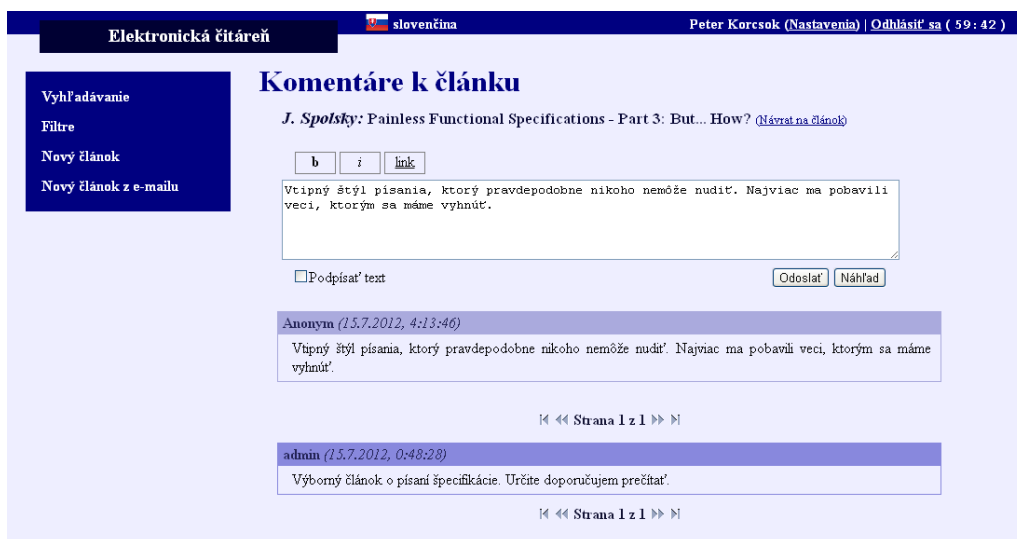 Elektronická čitáreň
slovenčina
Peter Korcsok (Nastavenia) | Odhlásiť sa ( 59:42 )
Vyhľadávanie
Filtre
Nový článok
Nový článok z e-mailu
Komentáre k článku
J. Spolsky: Painless Functional Specifications - Part 3: But... How? (Návrat na článok)
b i link
Vtipný štýl písania, ktorý pravdepodobne nikoho nemôže nudiť. Najviac ma pobavili
veci, ktorým sa máme vyhnúť.
Podpísať text
Odoslať Náhľad
Anonym (15.7.2012, 4:13:46)
Vtipný štýl písania, ktorý pravdepodobne nikoho nemôže nudiť. Najviac ma pobavili veci, ktorým sa máme
vyhnúť.
Strana 1 z 1
admin (15.7.2012, 0:48:28)
Výborný článok o písaní špecifikácie. Určite doporučujem prečítať.
Strana 1 z 1